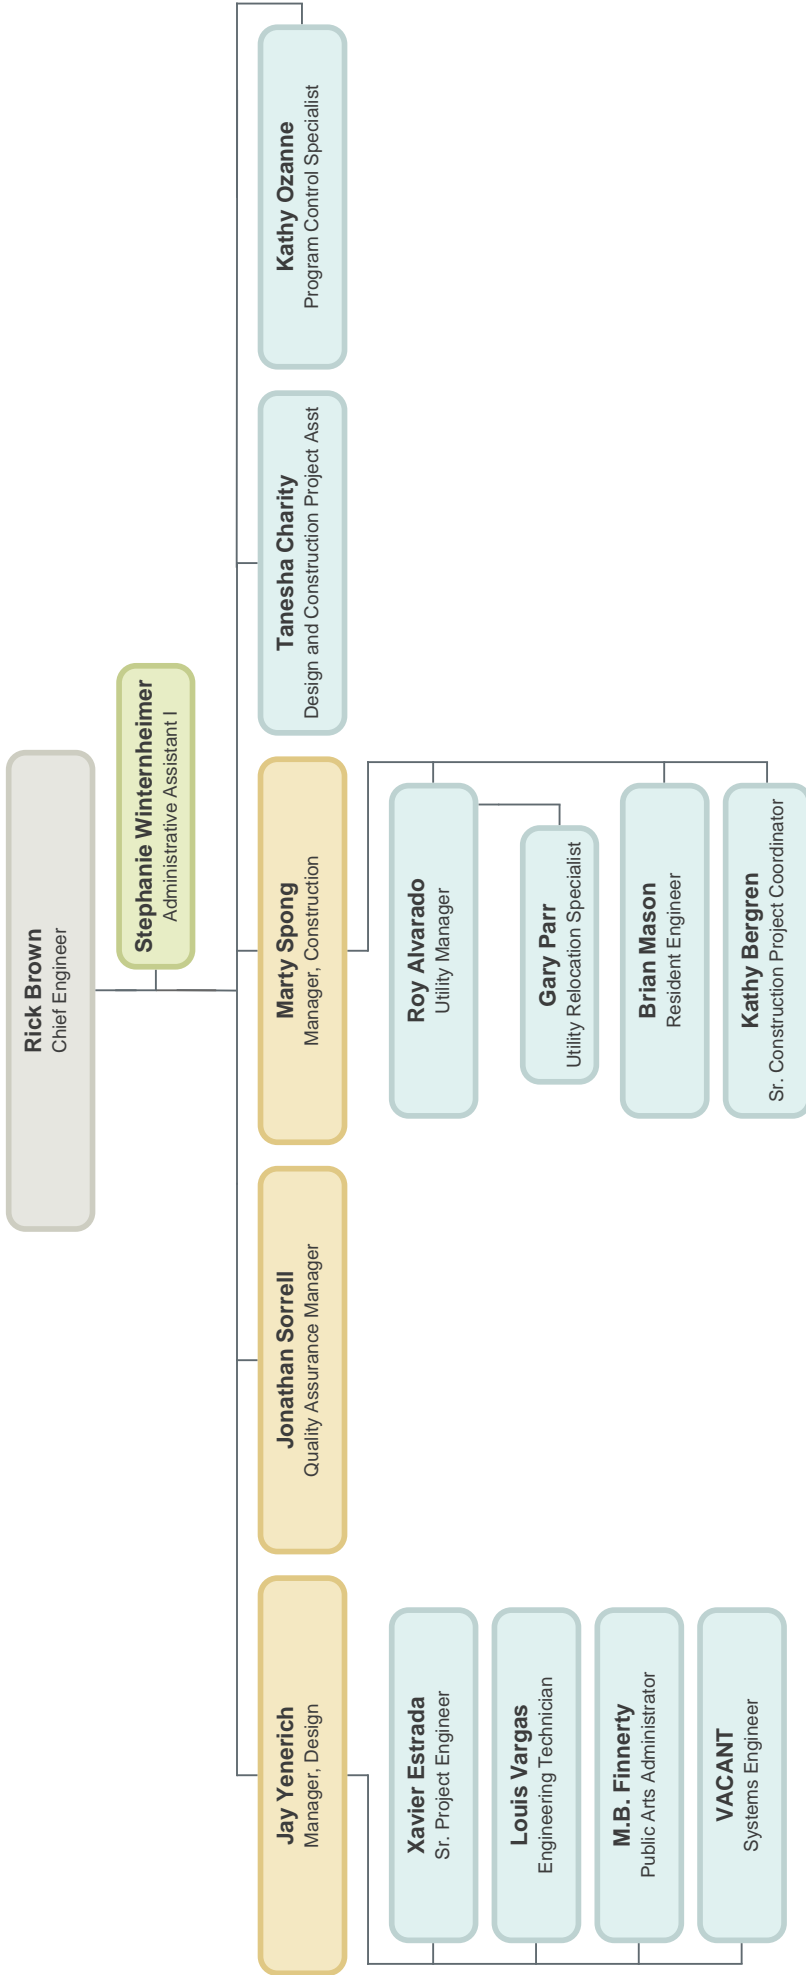 Rick Brown
Chief Engineer
Stephanie Winternheimer
Administrative Assistant I
Jay Yenerich
Manager, Design
Jonathan Sorrell
Quality Assurance Manager
Marty Spong
Manager, Construction
Tanesha Charity
Design and Construction Project Asst
Kathy Ozanne
Program Control Specialist
Xavier Estrada
Sr. Project Engineer
Louis Vargas
Engineering Technician
M.B. Finnerty
Public Arts Administrator
VACANT
Systems Engineer
Roy Alvarado
Utility Manager
Gary Parr
Utility Relocation Specialist
Brian Mason
Resident Engineer
Kathy Bergren
Sr. Construction Project Coordinator